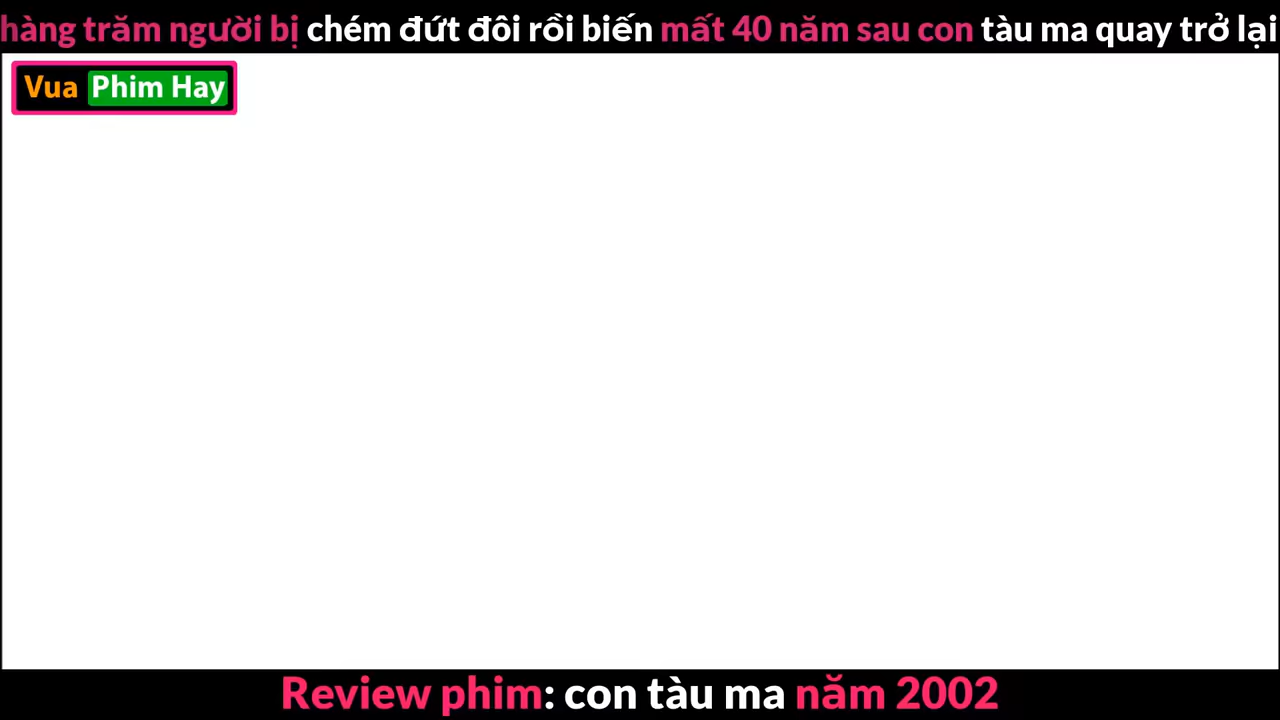 hàng trăm người bị chém đứt đôi rồi biến mất 40 năm sau con tàu ma quay trở lại
Vua Phim Hay
Review phim: con tàu ma năm 2002